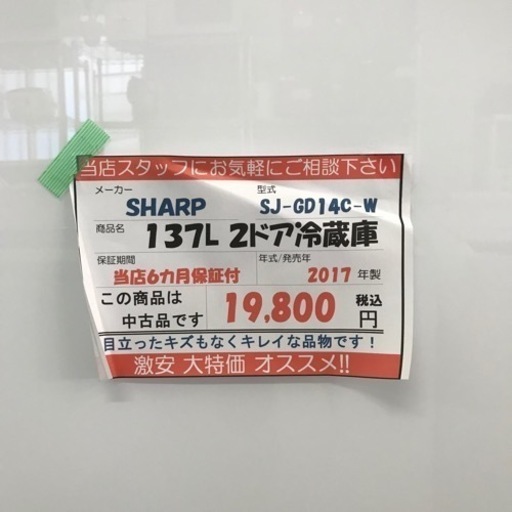 当店スタッフにお気軽にご相談下さい
メーカー 型式
SHARP SJ-GD14C-W
商品名 137L 2ドア冷蔵庫
保証期間 年式/発売年
当店6カ月保証付 2017 年製
この商品は 中古品です 19,800 税込 円
目立ったキズもなくキレイな品物です！
激安 大特価 オススメ!!